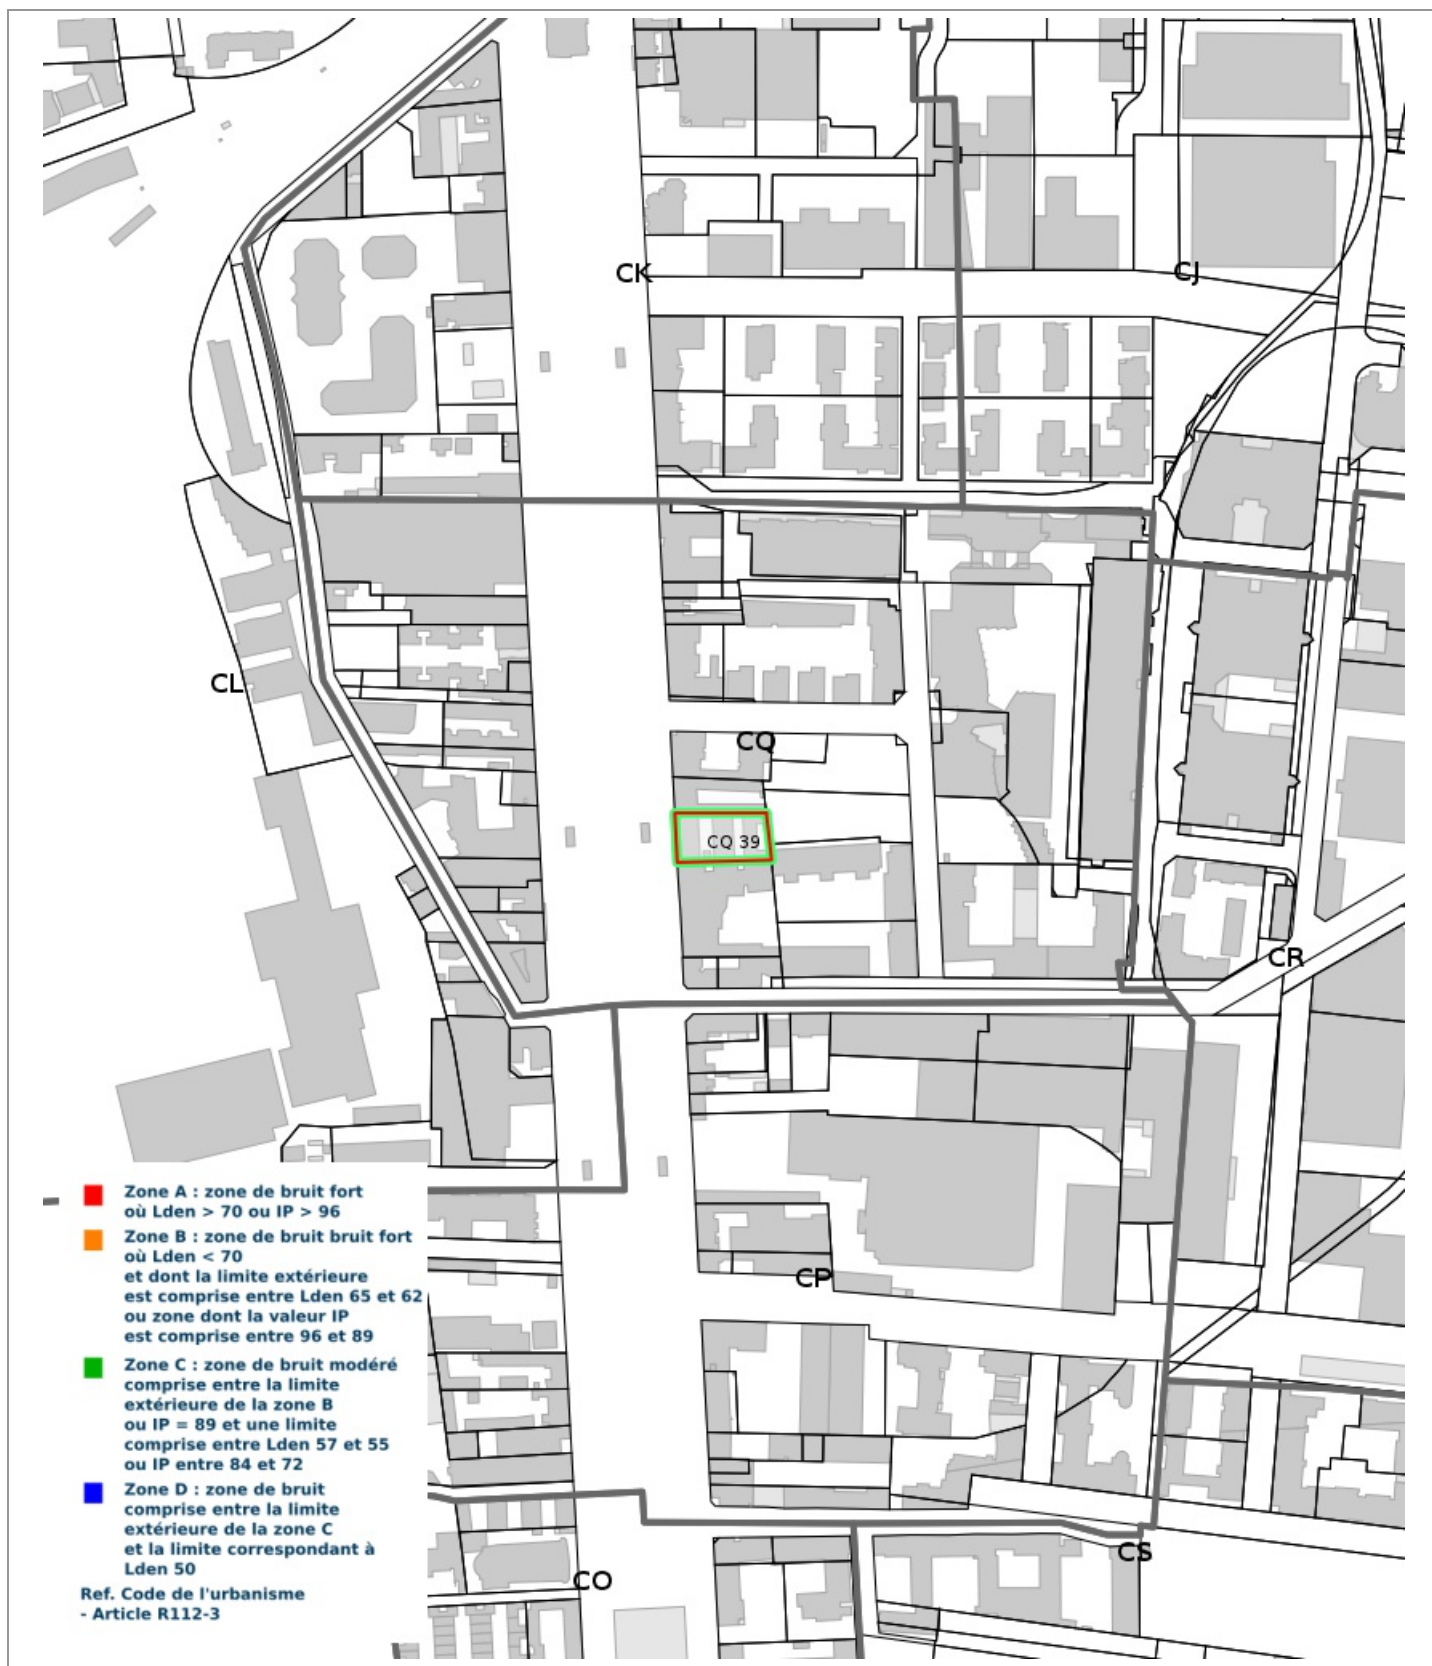 CK
CJ
CL
CQ
CQ 39
CR
Zone A : zone de bruit fort
où Lden > 70 ou IP > 96
Zone B : zone de bruit bruit fort
où Lden < 70
et dont la limite extérieure
est comprise entre Lden 65 et 62
ou zone dont la valeur IP
est comprise entre 96 et 89
CP
Zone C : zone de bruit modéré
comprise entre la limite
extérieure de la zone B
ou IP = 89 et une limite
comprise entre Lden 57 et 55
ou IP entre 84 et 72
Zone D : zone de bruit
comprise entre la limite
extérieure de la zone C
et la limite correspondant à
Lden 50
Ref. Code de l'urbanisme
- Article R112-3
CS
CO